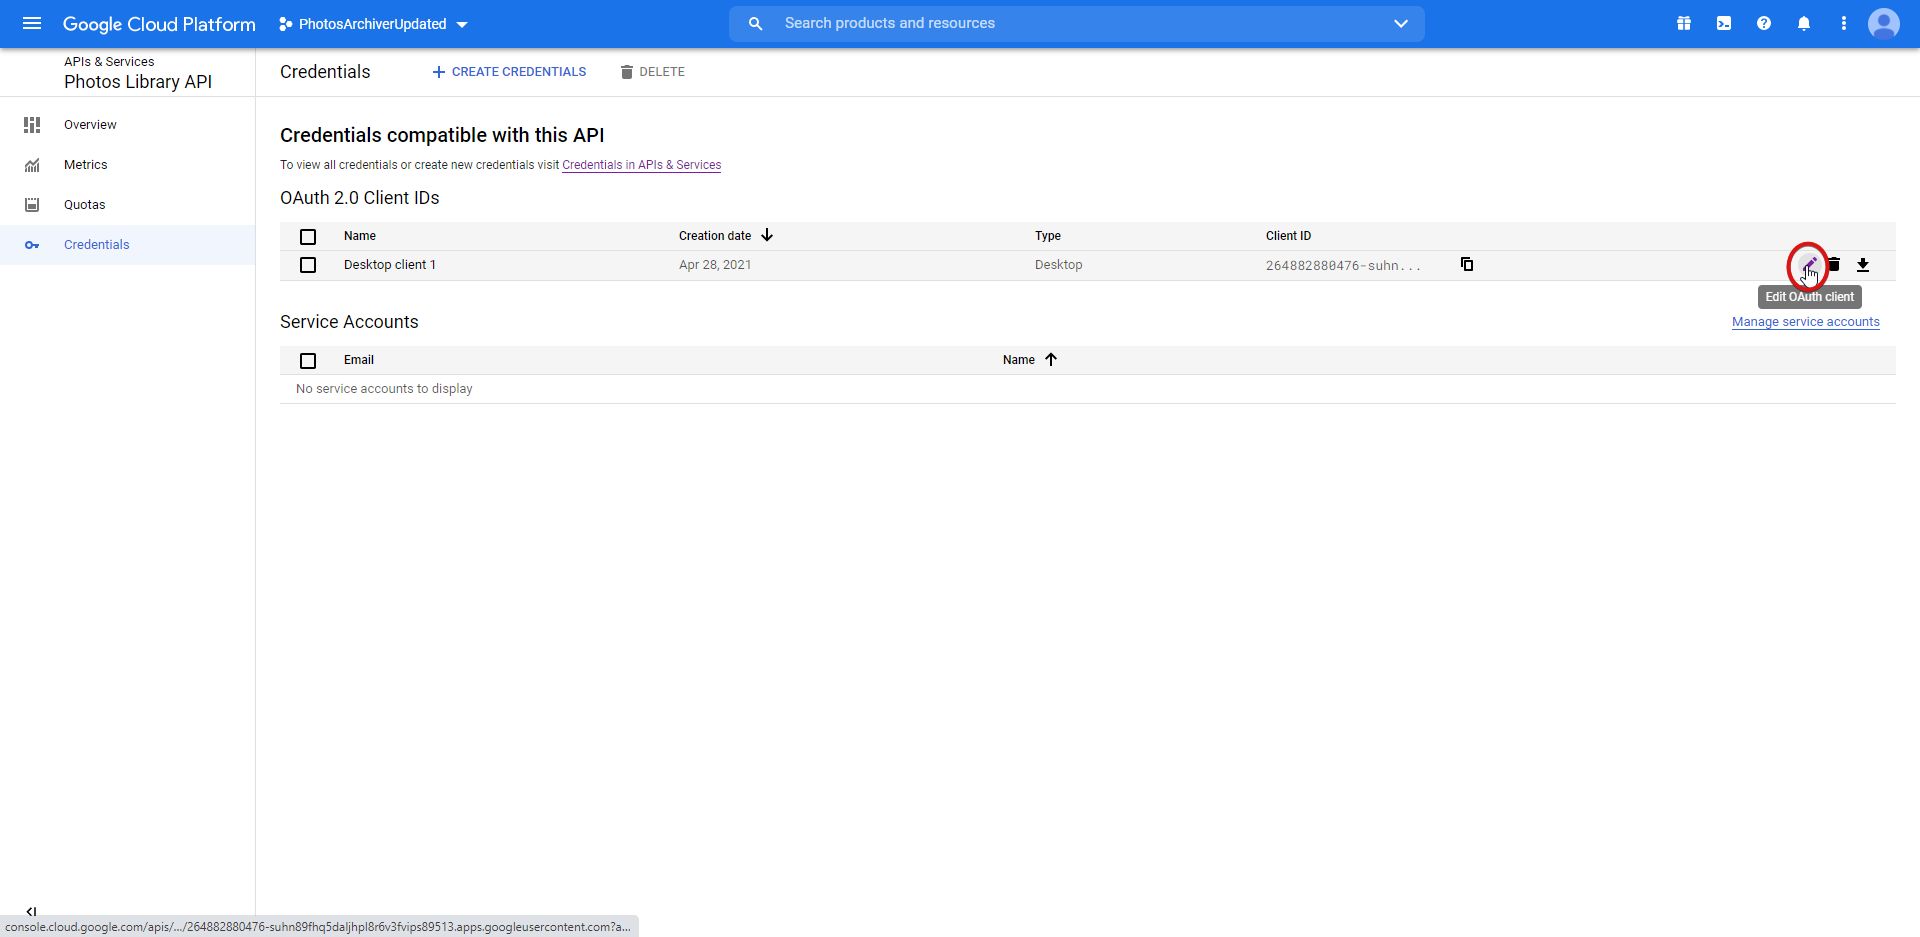 Google Cloud Platform
PhotosArchiverUpdated
Search products and resources
APIs & Services
Photos Library API
Credentials
CREATE CREDENTIALS
DELETE
Overview
Metrics
Quotas
Credentials
Credentials compatible with this API
To view all credentials or create new credentials visit Credentials in APIs & Services
OAuth 2.0 Client IDs
Name Creation date Type Client ID
Desktop client 1 Apr 28, 2021 Desktop 264882880476-suhn...
Edit OAuth client
Service Accounts
Manage service accounts
Email Name
No service accounts to display
console.cloud.google.com/apis/.../264882880476-suhn89fhq5daljhpl8r6v3fvips89513.apps.googleusercontent.com?a...